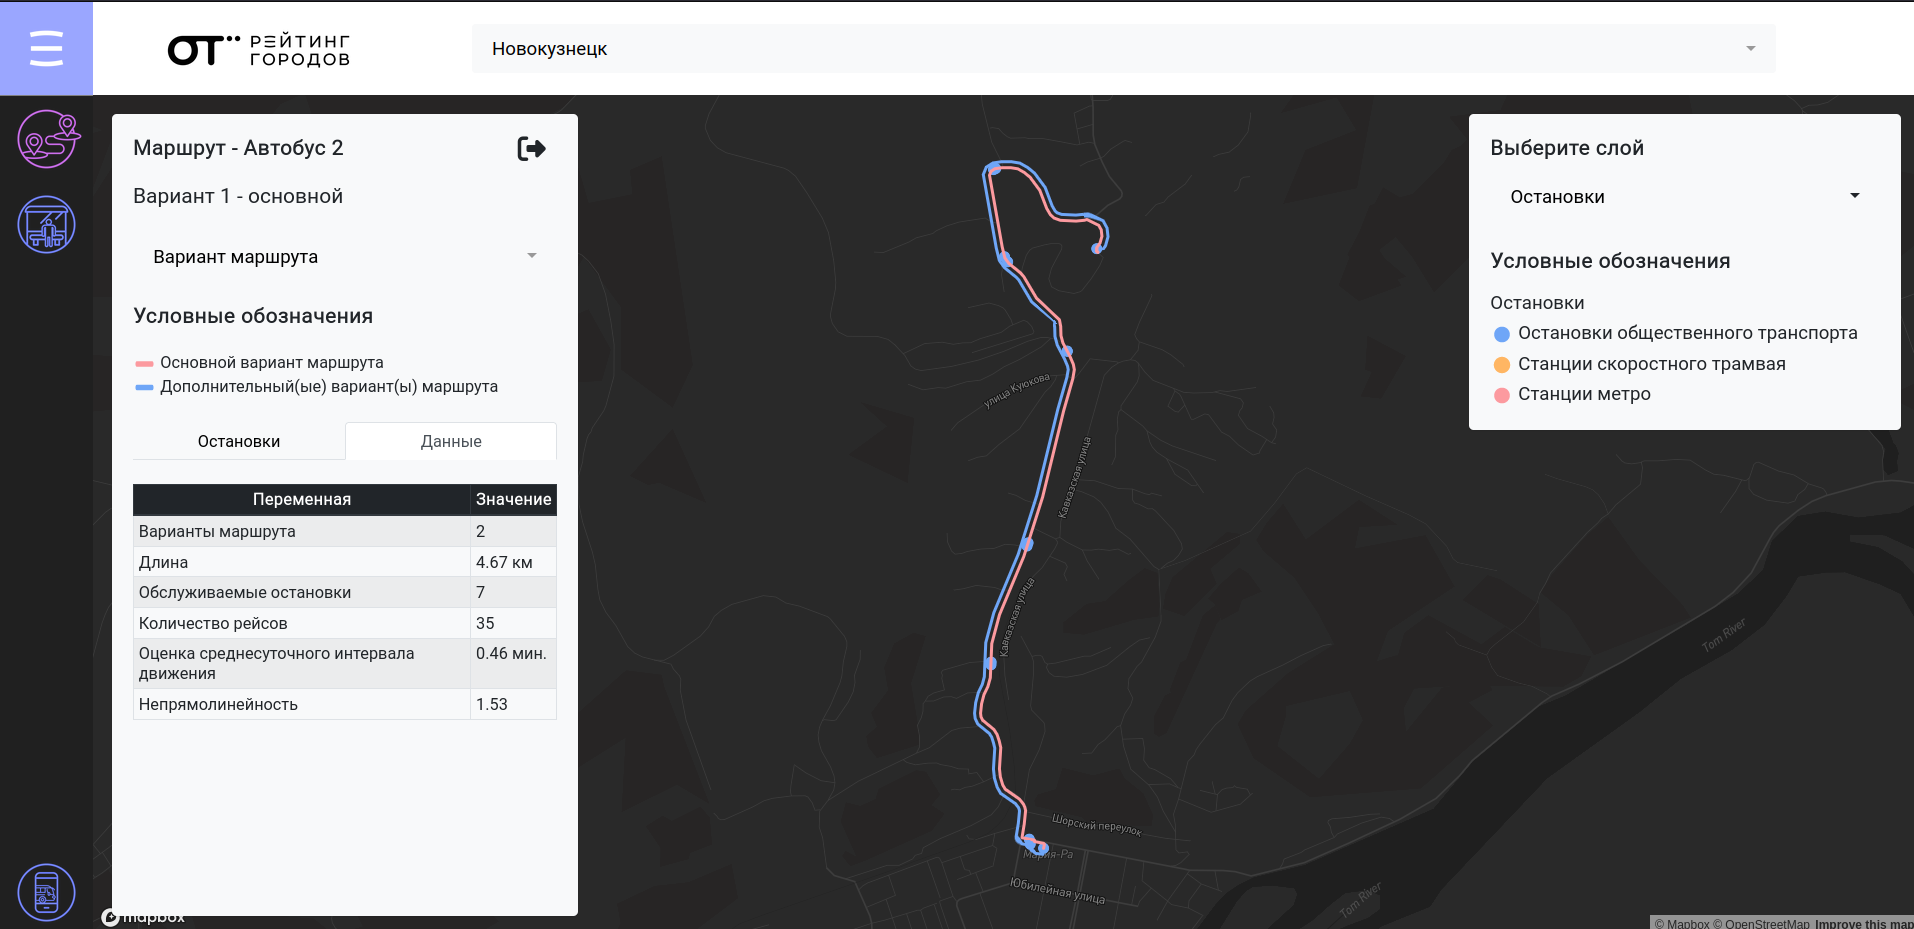 ОТ
РЕЙТИНГ
ГОРОДОВ
Новокузнецк
Маршрут - Автобус 2
Вариант 1 - основной
Вариант маршрута
Условные обозначения
Основной вариант маршрута
Дополнительный(ые) вариант(ы) маршрута
Остановки
Данные
Переменная Значение
Варианты маршрута 2
Длина 4.67 км
Обслуживаемые остановки 7
Количество рейсов 35
Оценка среднесуточного интервала 0.46 мин.
движения
Непрямолинейность 1.53
Выберите слой
Остановки
Условные обозначения
Остановки
Остановки общественного транспорта
Станции скоростного трамвая
Станции метро
улица Куюкова
Кавказская улица
Кавказская улица
Шорский переулок
Мария-Ра
Юбилейная улица
Tom River
Tom River
mapbox
© Mapbox © OpenStreetMap Improve this map